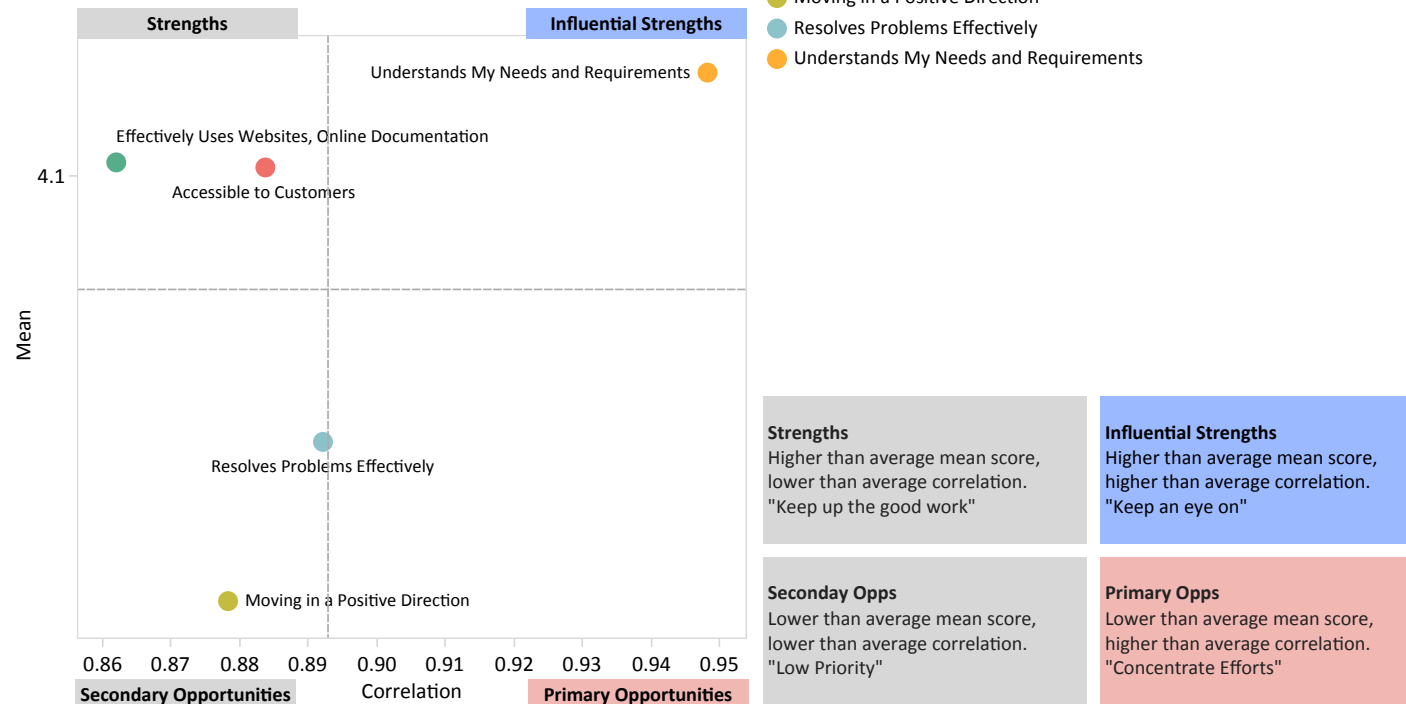 Strengths
Influential Strengths
Moving in a Positive Direction
Resolves Problems Effectively
Understands My Needs and Requirements
Understands My Needs and Requirements
Effectively Uses Websites, Online Documentation
4.1
Accessible to Customers
Mean
Resolves Problems Effectively
Moving in a Positive Direction
0.86 0.87 0.88 0.89 0.90 0.91 0.92 0.93 0.94 0.95
Correlation
Secondary Opportunities
Primary Opportunities
Strengths
Higher than average mean score,
lower than average correlation.
"Keep up the good work"
Influential Strengths
Higher than average mean score,
higher than average correlation.
"Keep an eye on"
Seconday Opps
Lower than average mean score,
lower than average correlation.
"Low Priority"
Primary Opps
Lower than average mean score,
higher than average correlation.
"Concentrate Efforts"